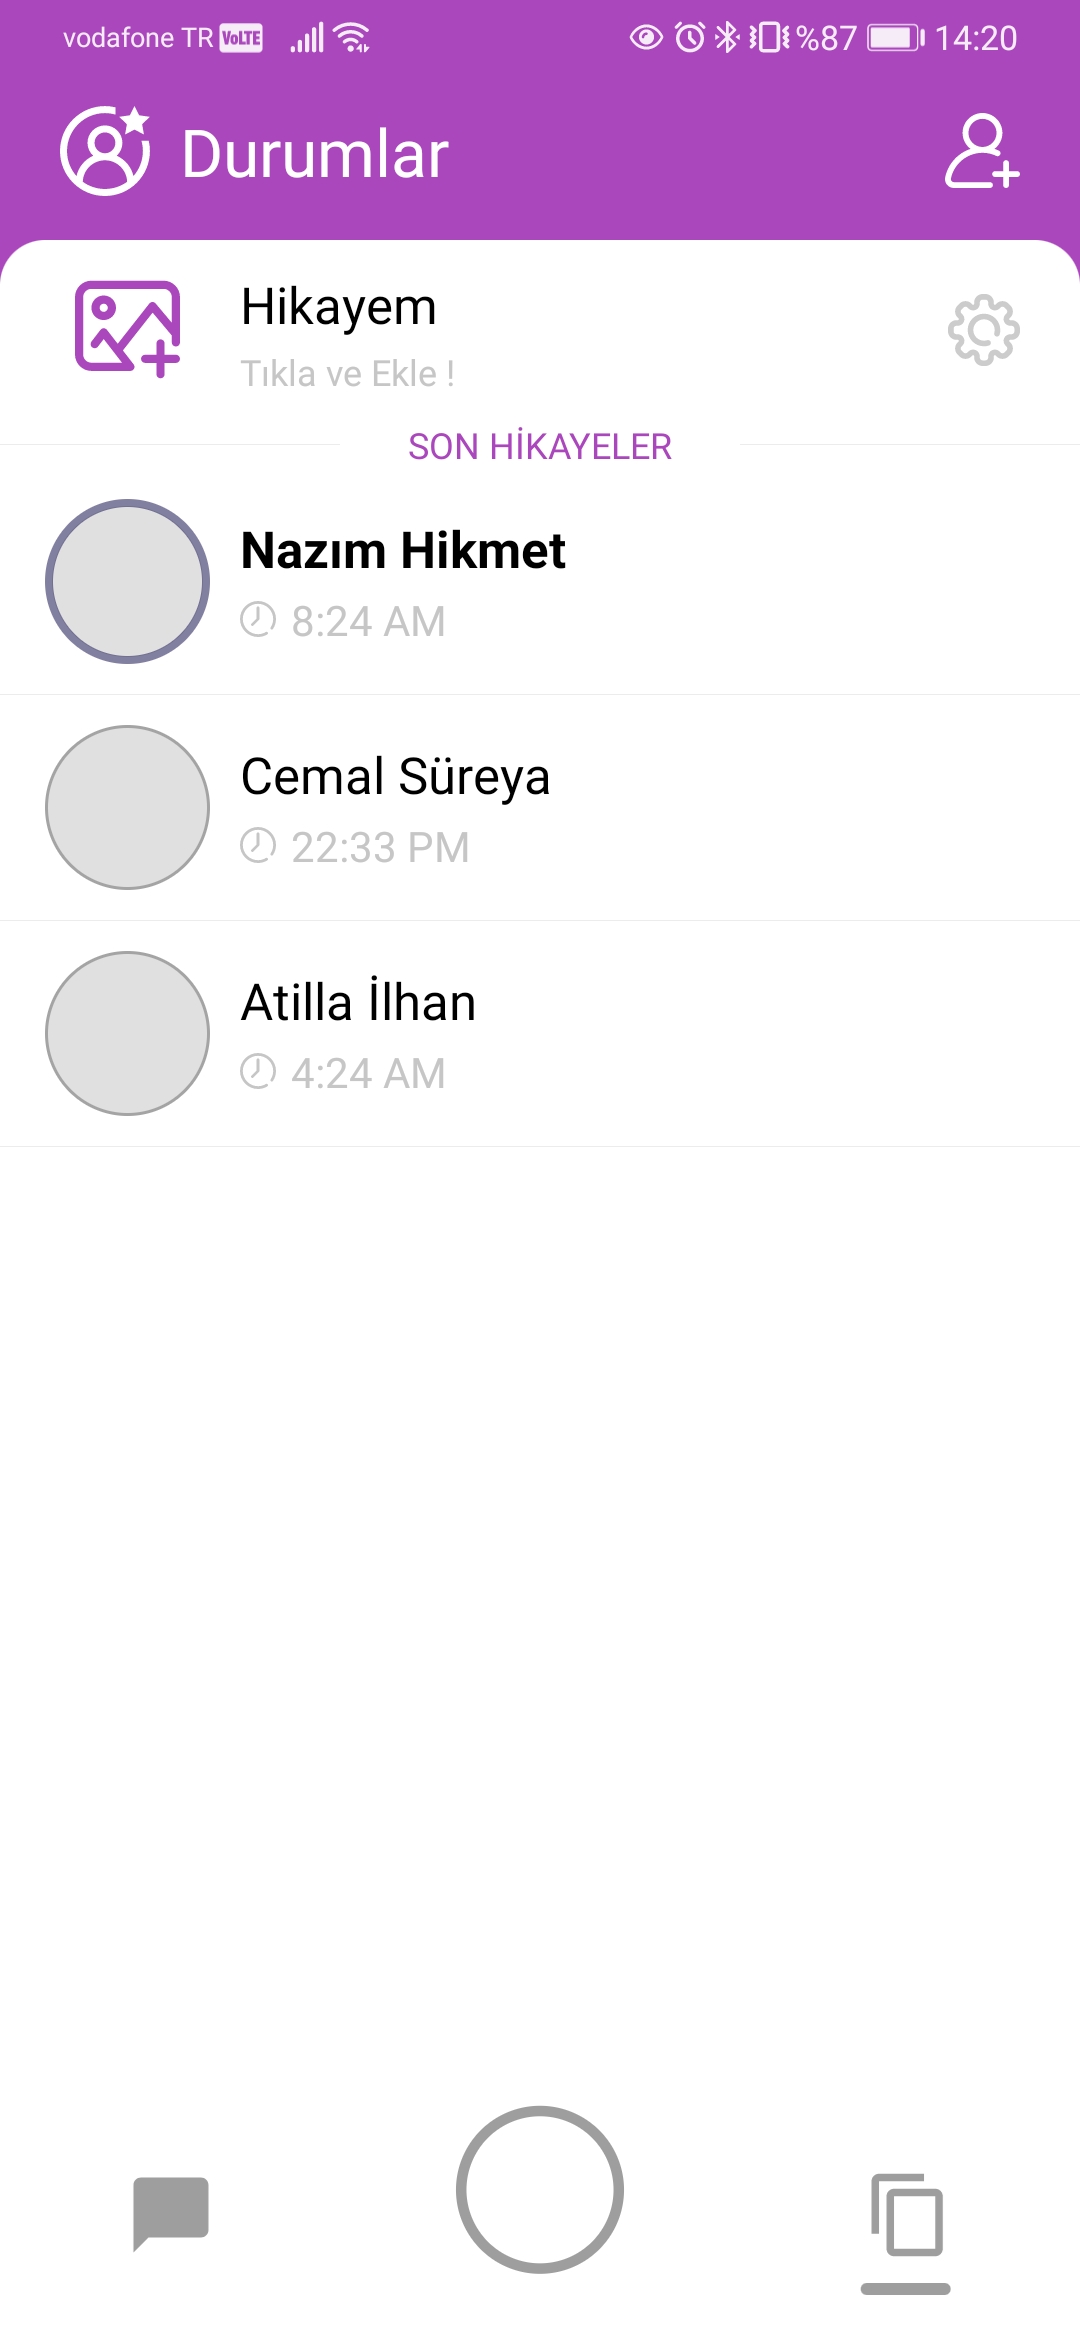 vodafone TR VoLTE %87 14:20
Durumlar
Hikayem
Tıkla ve Ekle !
SON HİKAYELER
Nazım Hikmet
8:24 AM
Cemal Süreya
22:33 PM
Atilla İlhan
4:24 AM